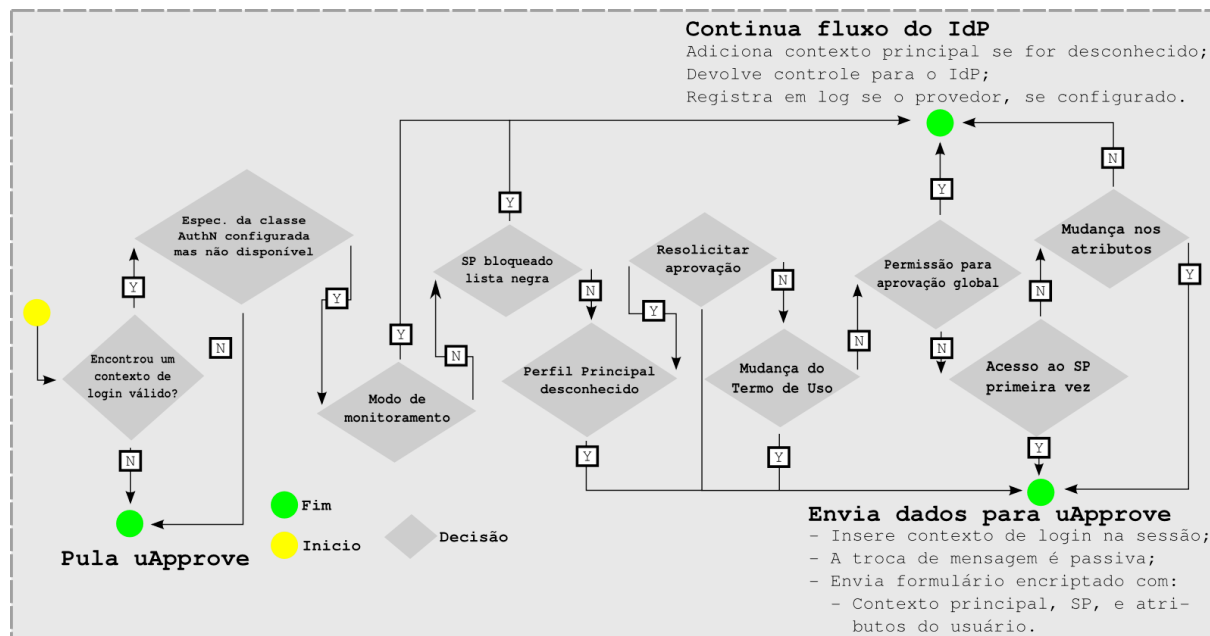 Continua fluxo do IdP
Adiciona contexto principal se for desconhecido;
Devolve controle para o IdP;
Registra em log se o provedor, se configurado.
Espec. da classe
AuthN configurada
mas não disponível
Y
N
Encontrou um
contexto de
login válido?
N
Pula uApprove
Y
Modo de
monitoramento
Y
N
Y
SP bloqueado
lista negra
N
Perfil Principal
desconhecido
Y
Resolicitar
aprovação
Y
N
Mudança do
Termo de Uso
Y
N
Y
Permissão para
aprovação global
N
Acesso ao SP
primeira vez
N
Y
N
Mudança nos
atributos
Y
Fim
Inicio
Decisão
Envia dados para uApprove
- Insere contexto de login na sessão;
- A troca de mensagem é passiva;
- Envia formulário encriptado com:
- Contexto principal, SP, e atri-
butos do usuário.